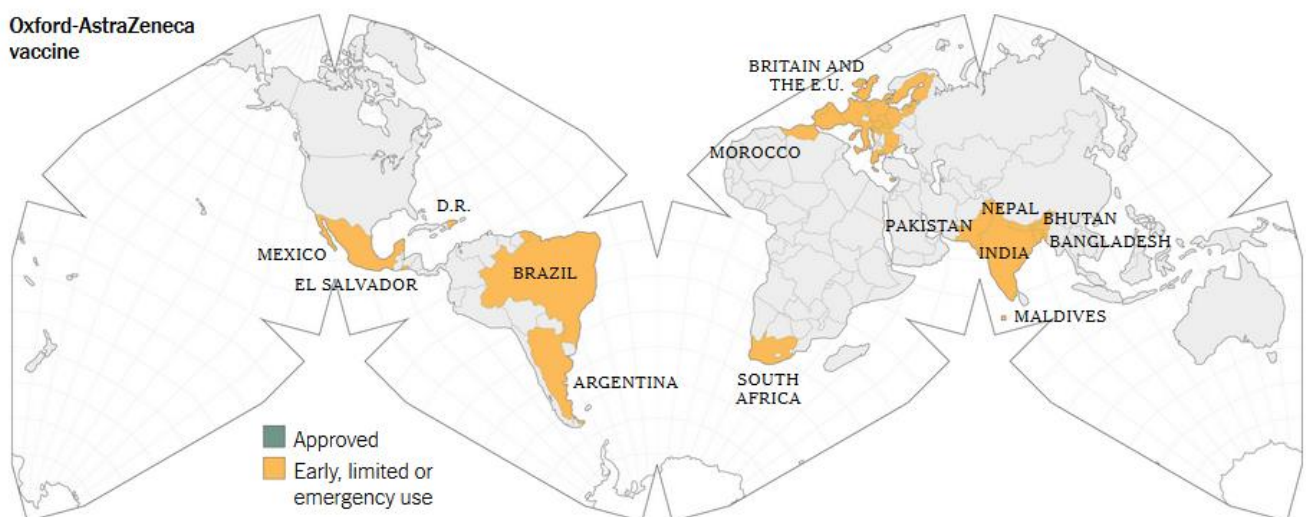 Oxford-AstraZeneca
vaccine
BRITAIN AND
THE E.U.
MOROCCO
D.R.
MEXICO
EL SALVADOR
BRAZIL
PAKISTAN
NEPAL
BHUTAN
BANGLADESH
INDIA
MALDIVES
ARGENTINA
SOUTH
AFRICA
Approved
Early, limited or
emergency use